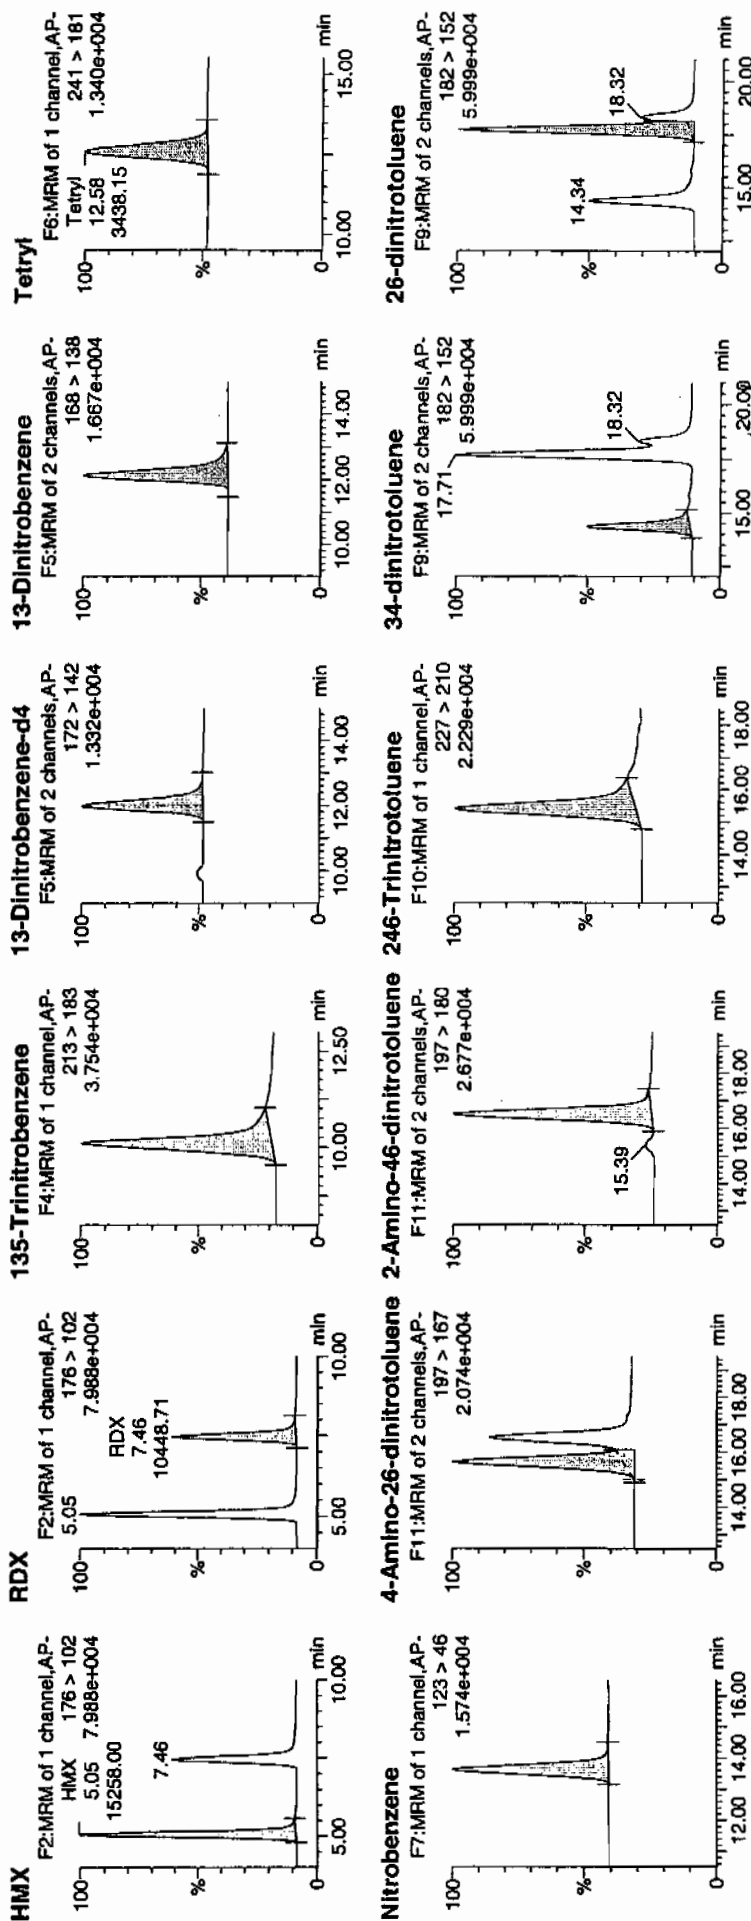 HMX
F2:MRM of 1 channel,AP-
HMX 176 > 102
5.05 7.988e+004
15258.00
7.46
100
%
0
5.00 10.00 min
RDX
F2:MRM of 1 channel,AP-
5.05 176 > 102
7.988e+004
RDX
7.46
10448.71
100
%
0
5.00 10.00 min
135-Trinitrobenzene
F4:MRM of 1 channel,AP-
213 > 183
3.754e+004
100
%
0
10.00 12.50 min
13-Dinitrobenzene-d4
F5:MRM of 2 channels,AP-
172 > 142
1.332e+004
100
%
0
10.00 12.00 14.00 min
13-Dinitrobenzene
F5:MRM of 2 channels,AP-
168 > 138
1.667e+004
100
%
0
10.00 12.00 14.00 min
Tetryl
F6:MRM of 1 channel,AP-
Tetryl 241 > 181
12.58 1.340e+004
3438.15
100
%
0
10.00 15.00 min
Nitrobenzene
F7:MRM of 1 channel,AP-
123 > 46
1.574e+004
100
%
0
12.00 14.00 16.00 min
4-Amino-26-dinitrotoluene
F11:MRM of 2 channels,AP-
197 > 167
2.074e+004
100
%
0
14.00 16.00 18.00 min
2-Amino-46-dinitrotoluene
F11:MRM of 2 channels,AP-
197 > 180
2.677e+004
15.39
100
%
0
14.00 16.00 18.00 min
246-Trinitrotoluene
F10:MRM of 1 channel,AP-
227 > 210
2.229e+004
100
%
0
14.00 16.00 18.00 min
34-dinitrotoluene
F9:MRM of 2 channels,AP-
182 > 152
17.71 5.999e+004
18.32
100
%
0
15.00 20.00 min
26-dinitrotoluene
F9:MRM of 2 channels,AP-
182 > 152
5.999e+004
14.34
18.32
100
%
0
15.00 20.00 min